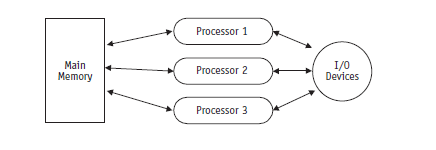 Main
Memory
Processor 1
Processor 2
Processor 3
I/O
Devices